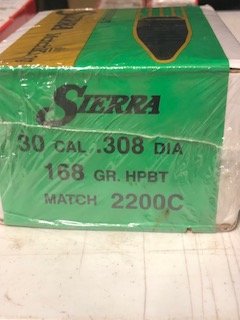 SIERRA
30 CAL .308 DIA
168 GR. HPBT
MATCH 2200C